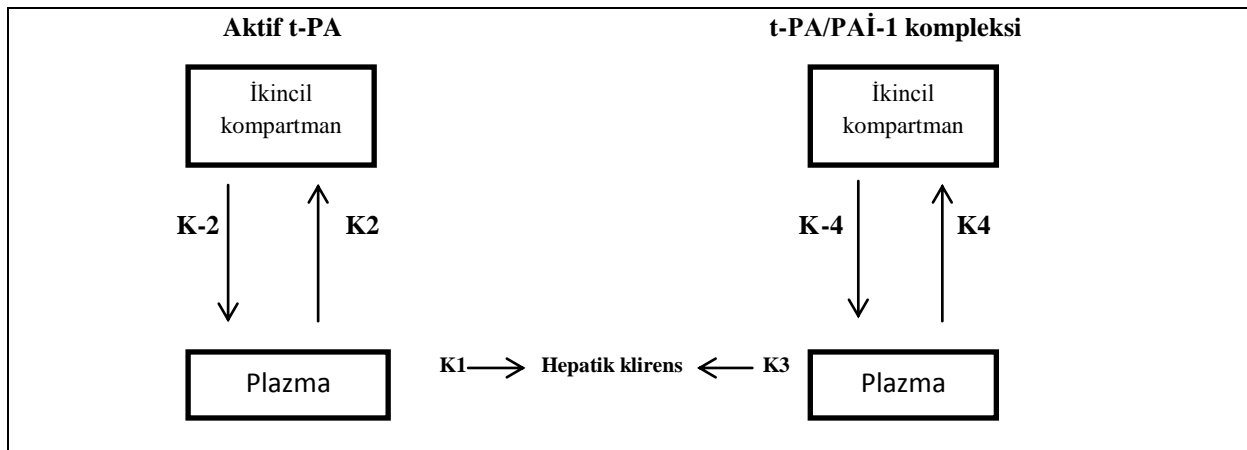 Aktif t-PA
t-PA/PAİ-1 kompleksi
İkincil
kompartman
İkincil
kompartman
K-2
K2
K-4
K4
Plazma
K1
Hepatik klirens
K3
Plazma